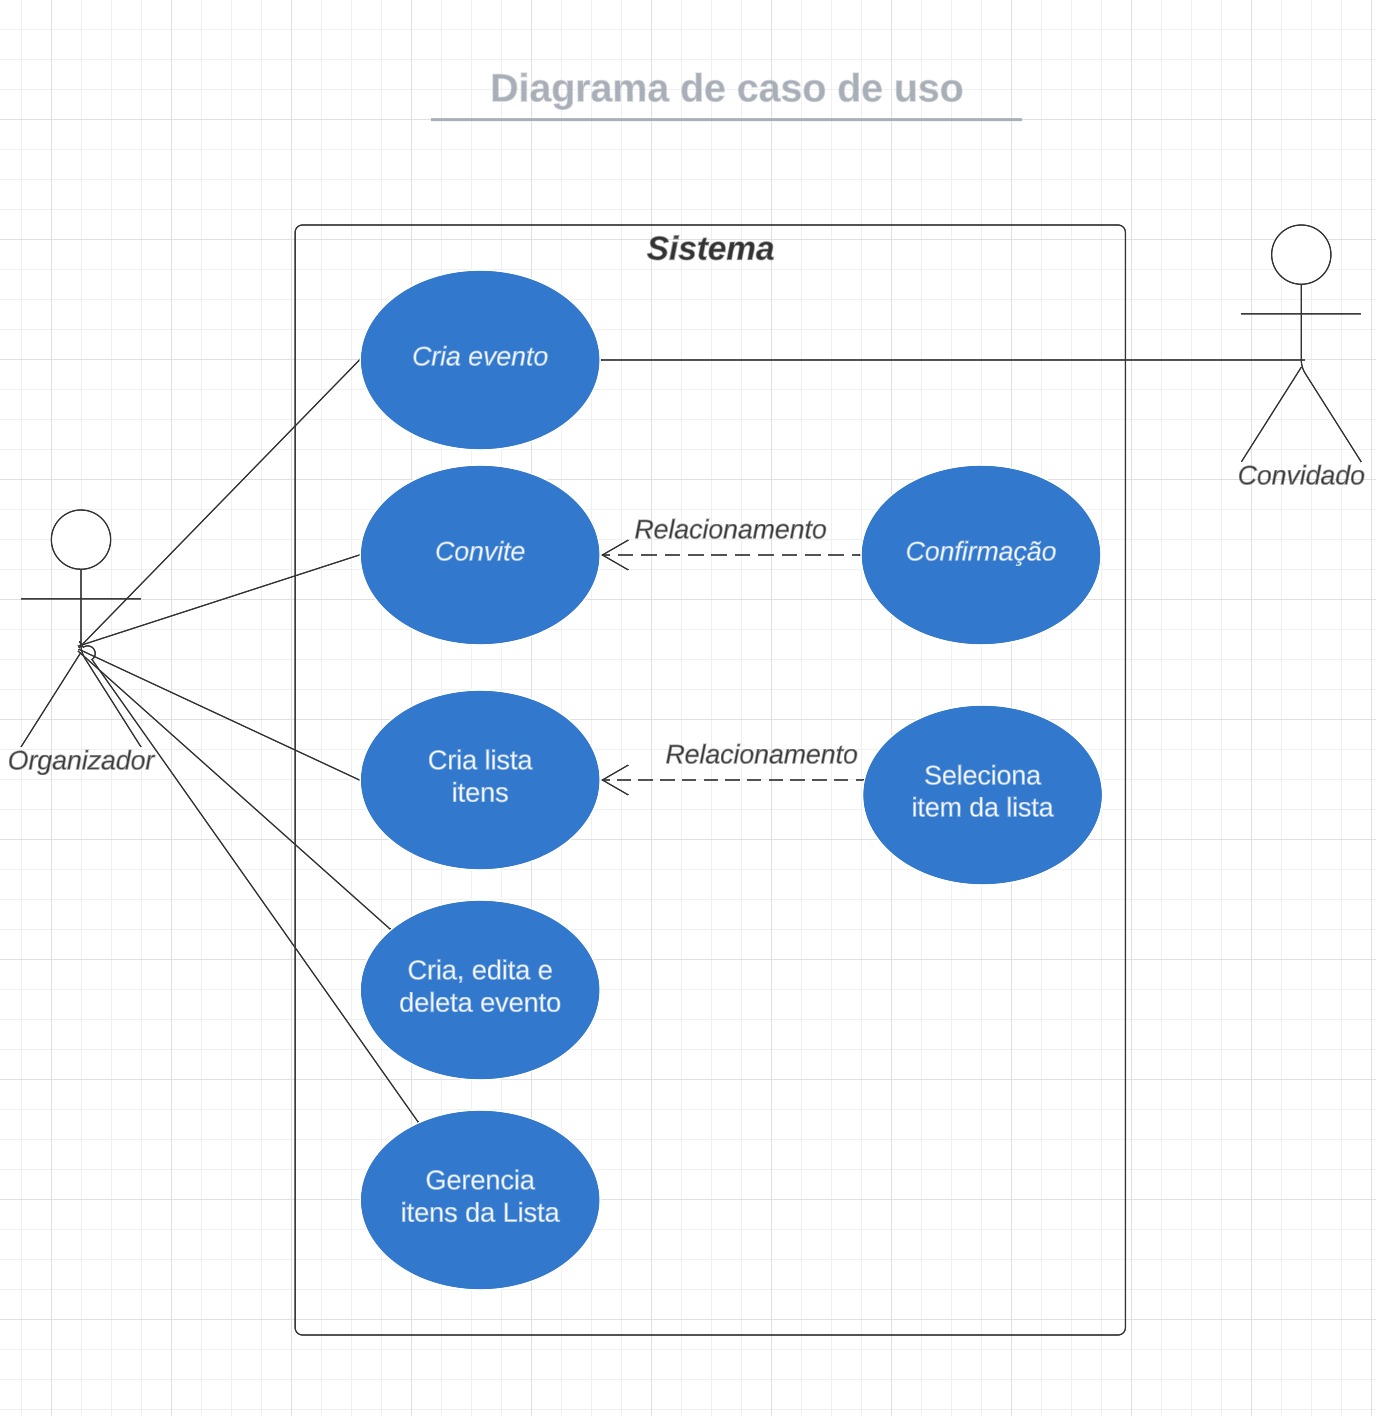 Diagrama de caso de uso
Sistema
Cria evento
Convidado
Convite
Relacionamento
Confirmação
Organizador
Cria lista
itens
Relacionamento
Seleciona
item da lista
Cria, edita e
deleta evento
Gerencia
itens da Lista